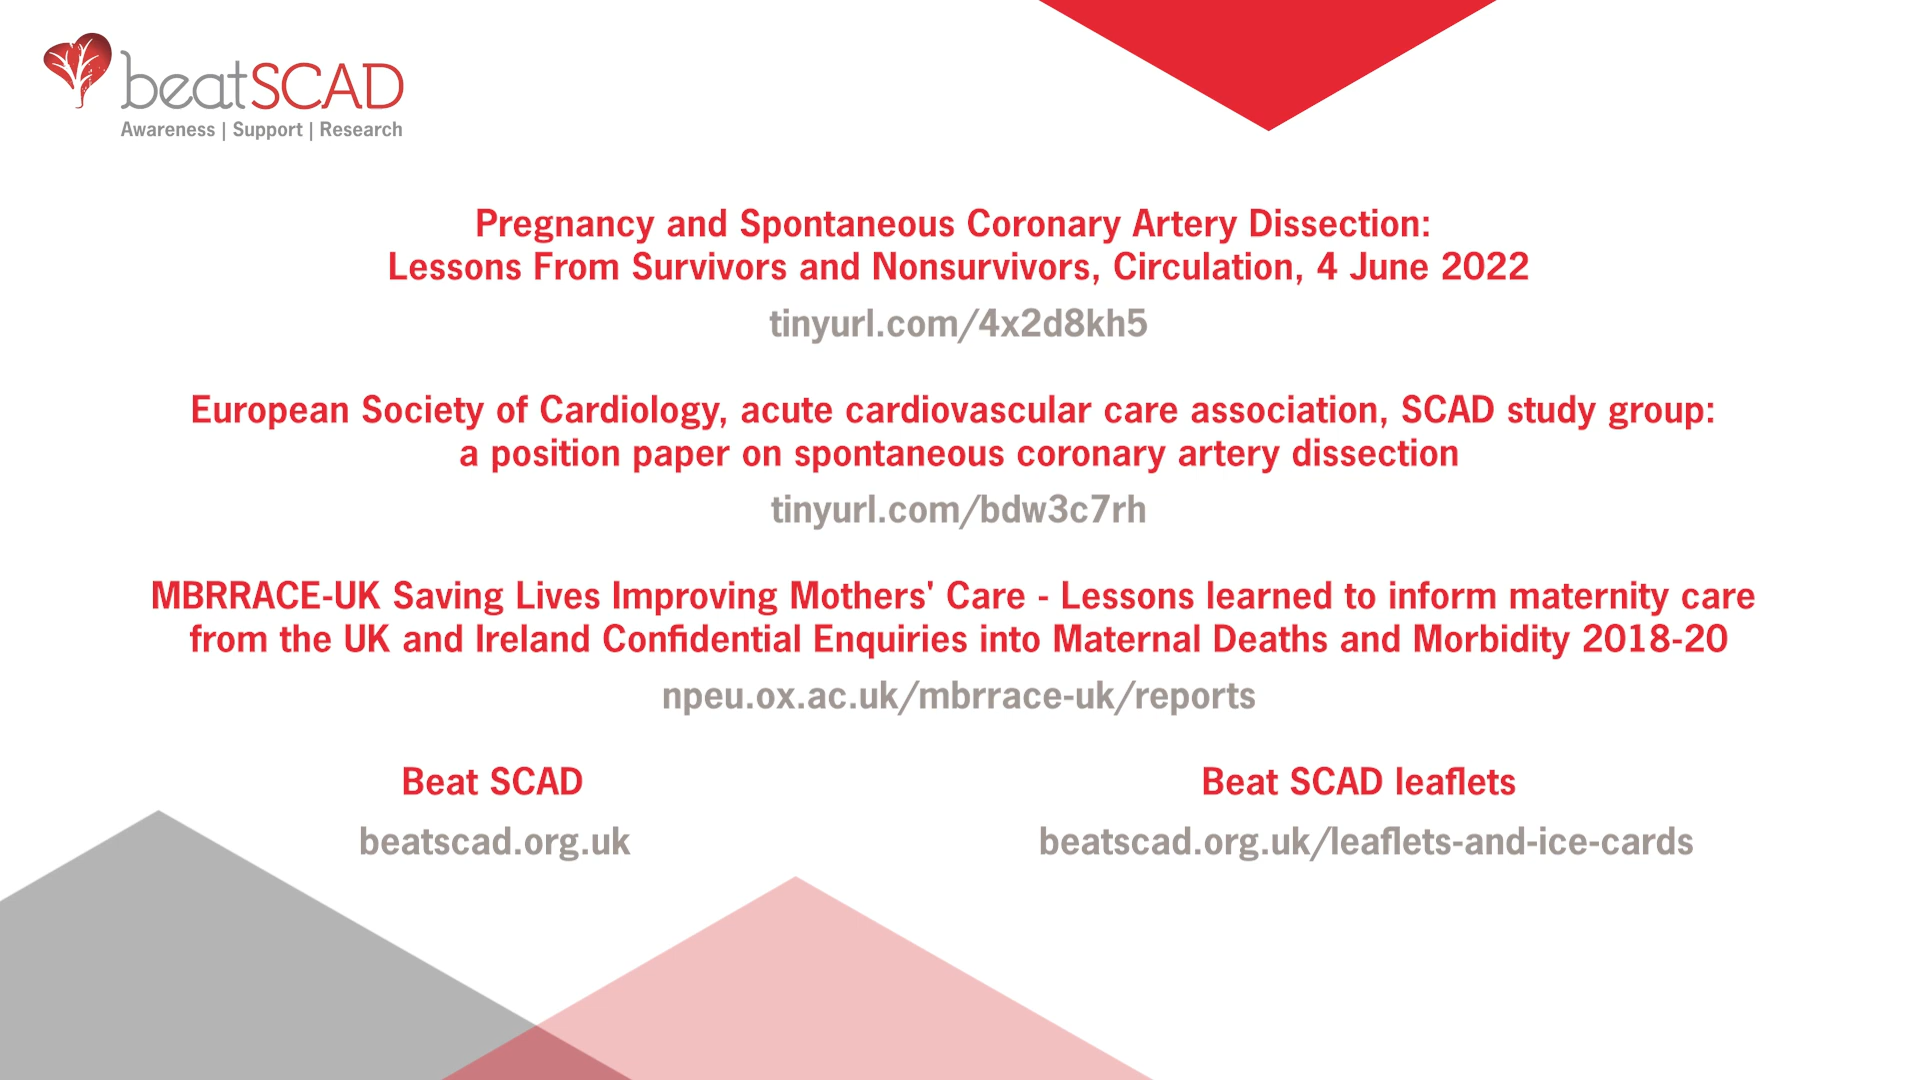 beatSCAD
Awareness | Support | Research
Pregnancy and Spontaneous Coronary Artery Dissection:
Lessons From Survivors and Nonsurvivors, Circulation, 4 June 2022
tinyurl.com/4x2d8kh5
European Society of Cardiology, acute cardiovascular care association, SCAD study group:
a position paper on spontaneous coronary artery dissection
tinyurl.com/bdw3c7rh
MBRRACE-UK Saving Lives Improving Mothers' Care - Lessons learned to inform maternity care
from the UK and Ireland Confidential Enquiries into Maternal Deaths and Morbidity 2018-20
npeu.ox.ac.uk/mbrrace-uk/reports
Beat SCAD
beatscad.org.uk
Beat SCAD leaflets
beatscad.org.uk/leaflets-and-ice-cards